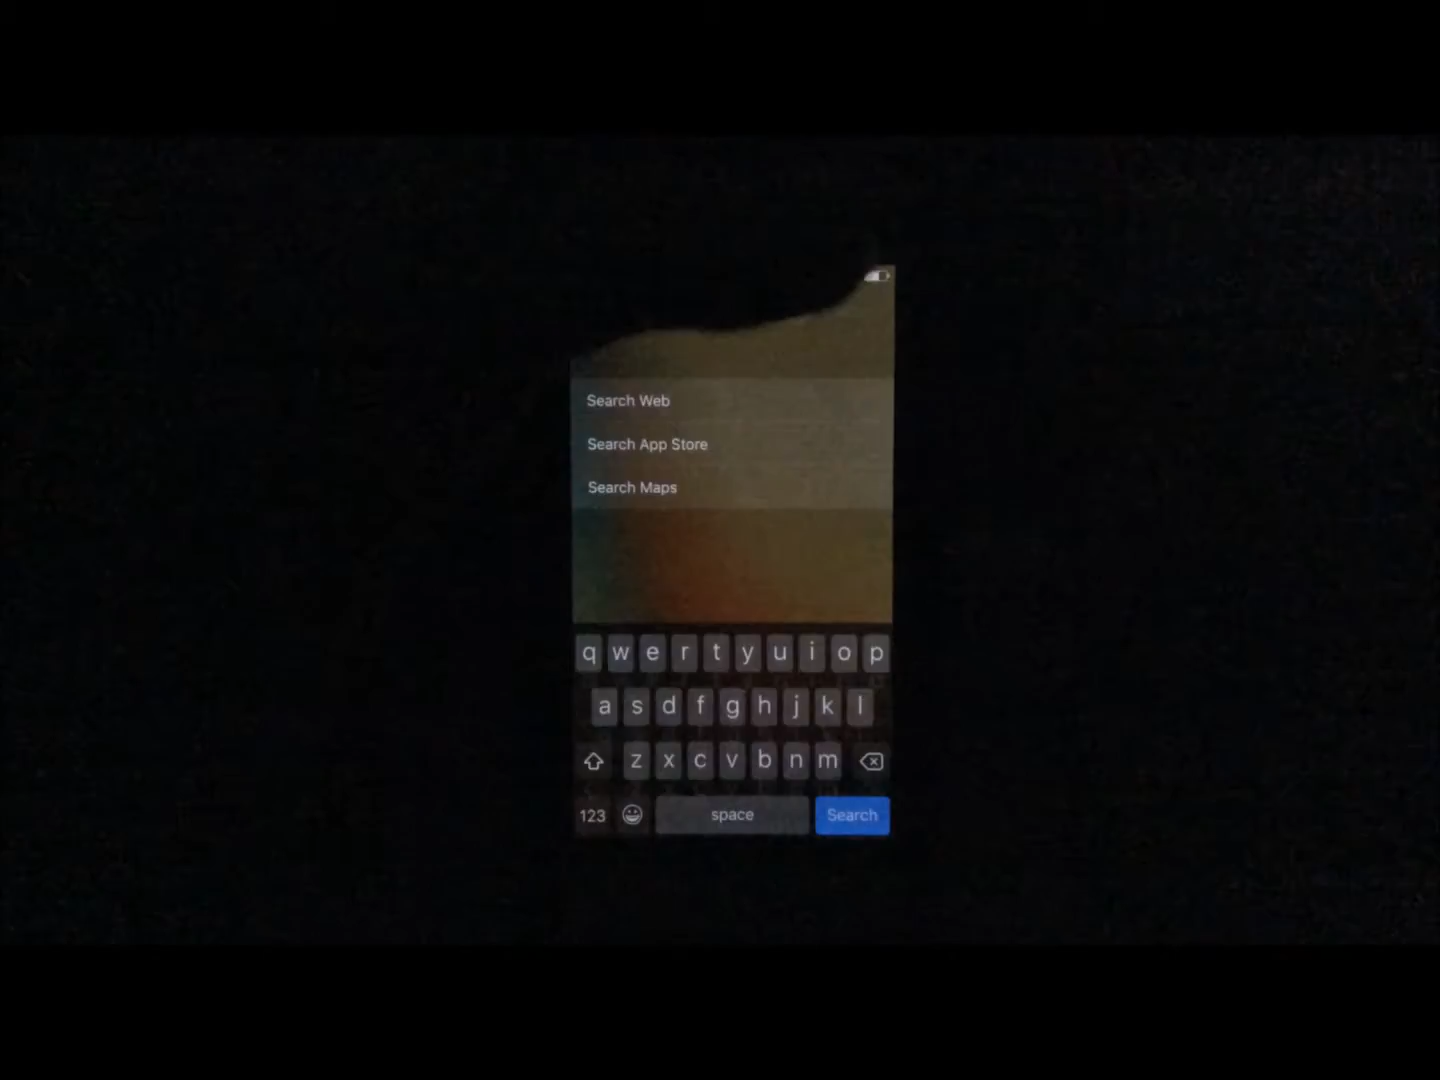 Search Web
Search App Store
Search Maps
q w e r t y u i o p
a s d f g h j k l
z x c v b n m
123 space Search